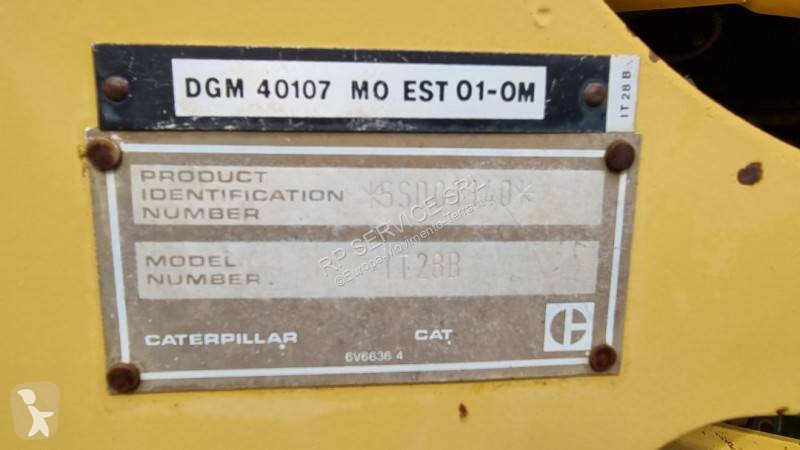 DGM 40107 MO EST 01-OM
IT 28 B
PRODUCT
IDENTIFICATION
NUMBER
MODEL
NUMBER
IT28B
CATERPILLAR
CAT
6V6636 4
RP SERVICE SRL